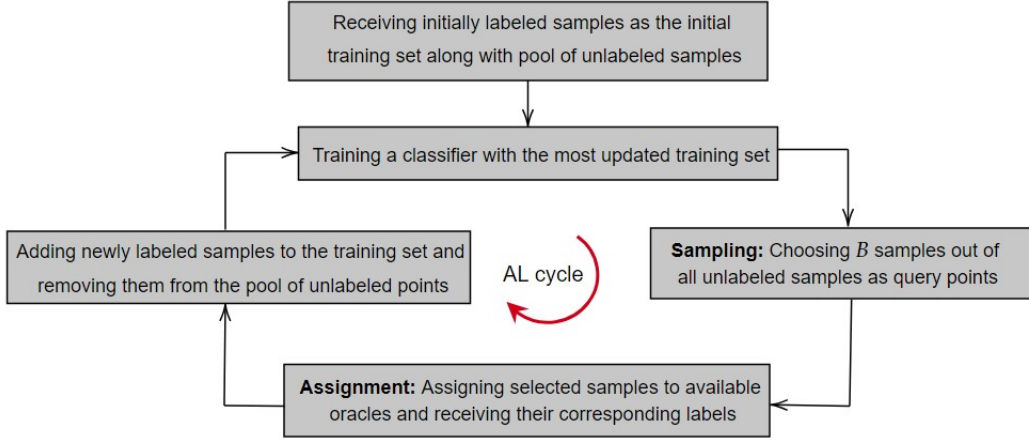 Receiving initially labeled samples as the initial
training set along with pool of unlabeled samples
Training a classifier with the most updated training set
Adding newly labeled samples to the training set and
removing them from the pool of unlabeled points
AL cycle
Sampling: Choosing B samples out of
all unlabeled samples as query points
Assignment: Assigning selected samples to available
oracles and receiving their corresponding labels